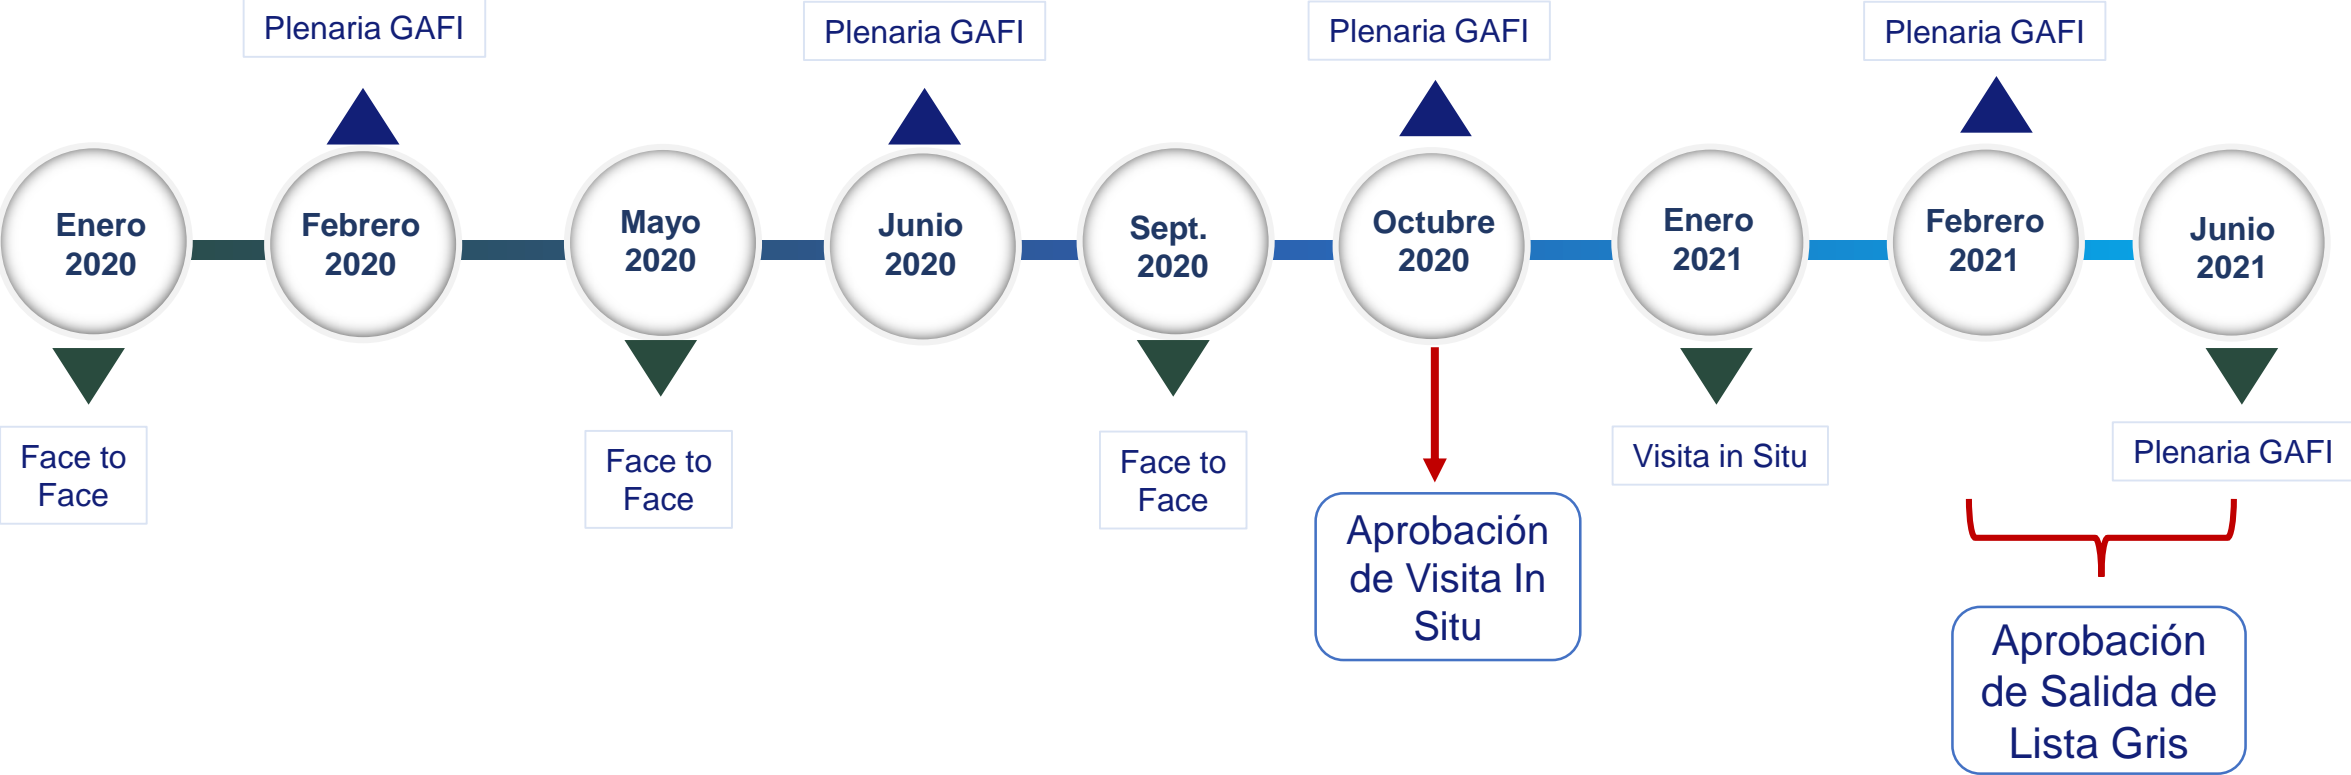 Plenaria GAFI
Plenaria GAFI
Plenaria GAFI
Plenaria GAFI
Enero
2020
Febrero
2020
Mayo
2020
Junio
2020
Sept.
2020
Octubre
2020
Enero
2021
Febrero
2021
Junio
2021
Face to
Face
Face to
Face
Face to
Face
Visita in Situ
Plenaria GAFI
Aprobación
de Visita In
Situ
Aprobación
de Salida de
Lista Gris